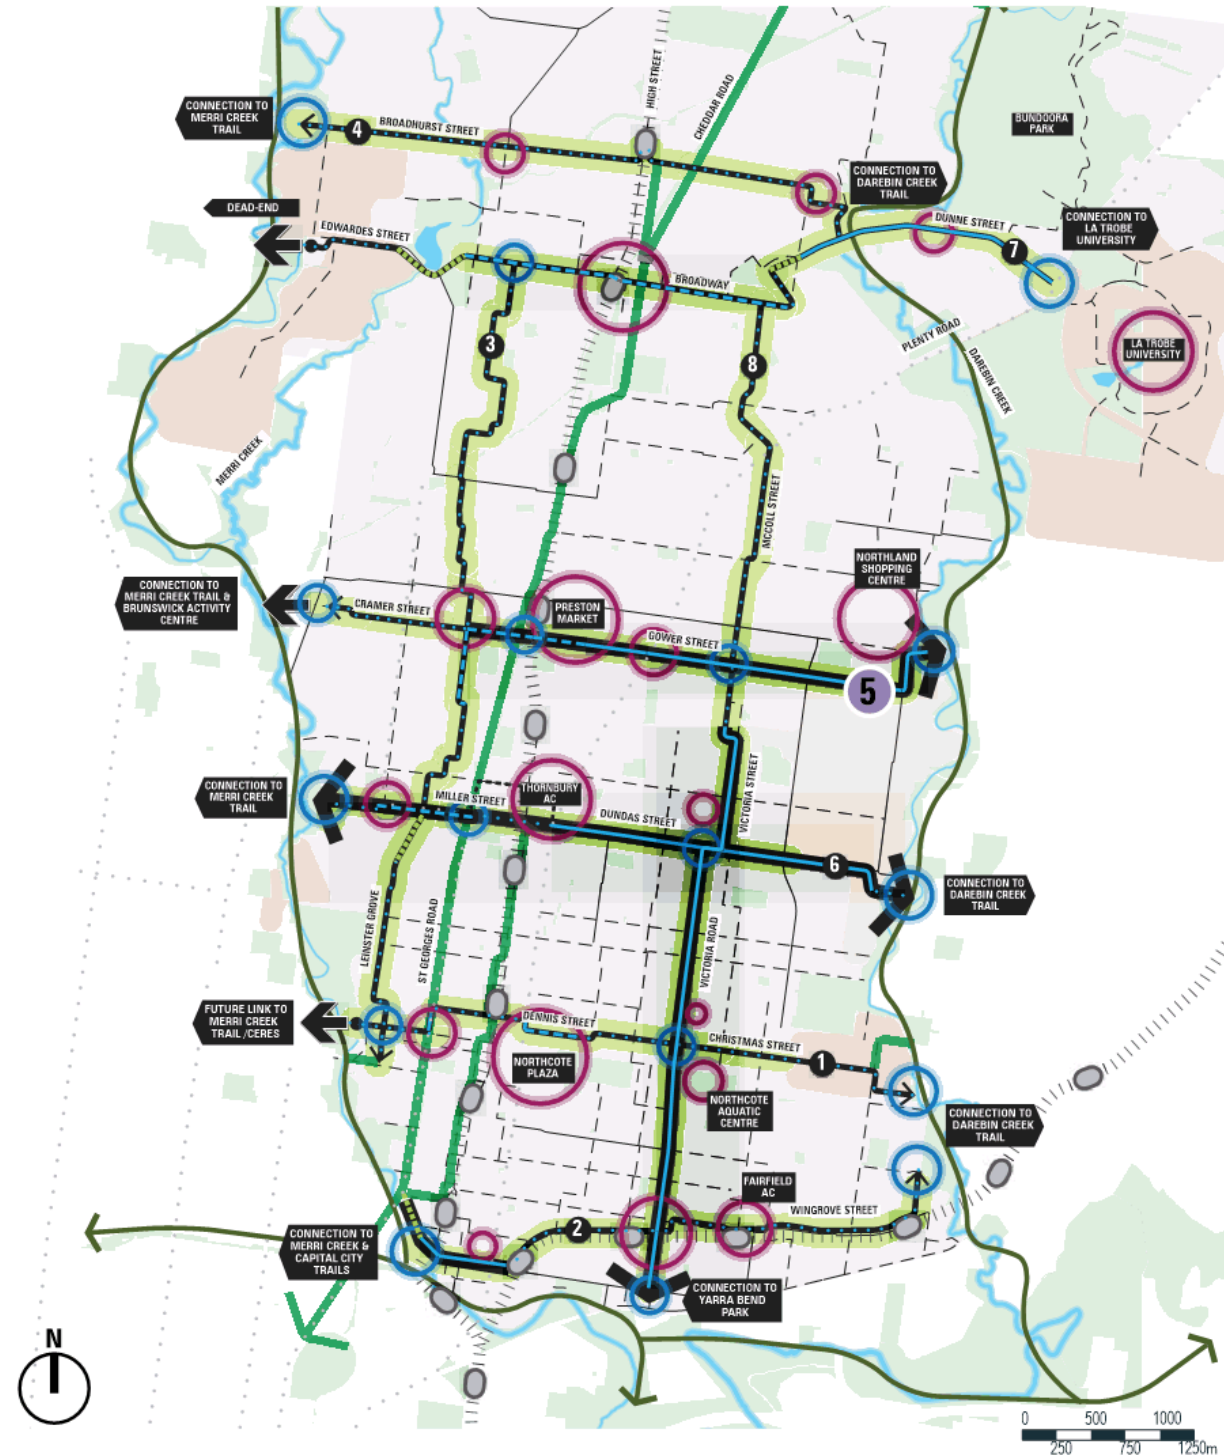 HIGH STREET
CHEDDAR ROAD
CONNECTION TO
MERRI CREEK
TRAIL
4
BROADHURST STREET
BUNDOORA
PARK
CONNECTION TO
DAREBIN CREEK
TRAIL
DEAD-END
EDWARDES STREET
DUNNE STREET
CONNECTION TO
LA TROBE
UNIVERSITY
7
BROADWAY
3
8
PLENTY ROAD
LA TROBE
UNIVERSITY
DAREBIN CREEK
MERRI CREEK
MCCOLL STREET
NORTHLAND
SHOPPING
CENTRE
CONNECTION TO
MERRI CREEK TRAIL &
BRUNSWICK ACTIVITY
CENTRE
CRAMER STREET
PRESTON
MARKET
GOWER STREET
5
CONNECTION TO
MERRI CREEK
TRAIL
MILLER STREET
THORNBURY
AC
DUNDAS STREET
VICTORIA STREET
6
CONNECTION TO
DAREBIN CREEK
TRAIL
LEINSTER GROVE
ST GEORGES ROAD
VICTORIA ROAD
FUTURE LINK TO
MERRI CREEK
TRAIL /CERES
DENNIS STREET
CHRISTMAS STREET
1
NORTHCOTE
PLAZA
NORTHCOTE
AQUATIC
CENTRE
CONNECTION TO
DAREBIN CREEK
TRAIL
FAIRFIELD
AC
WINGROVE STREET
2
CONNECTION TO
MERRI CREEK &
CAPITAL CITY
TRAILS
CONNECTION TO
YARRA BEND
PARK
N
0 500 1000
250 750 1250m